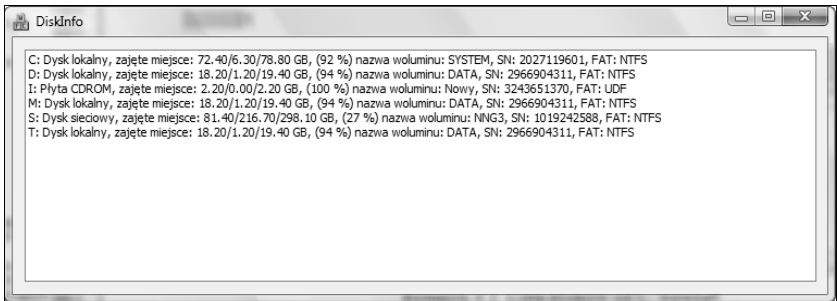 DiskInfo
C: Dysk lokalny, zajęte miejsce: 72.40/6.30/78.80 GB, (92 %) nazwa woluminu: SYSTEM, SN: 2027119601, FAT: NTFS
D: Dysk lokalny, zajęte miejsce: 18.20/1.20/19.40 GB, (94 %) nazwa woluminu: DATA, SN: 2966904311, FAT: NTFS
I: Płyta CDROM, zajęte miejsce: 2.20/0.00/2.20 GB, (100 %) nazwa woluminu: Nowy, SN: 3243651370, FAT: UDF
M: Dysk lokalny, zajęte miejsce: 18.20/1.20/19.40 GB, (94 %) nazwa woluminu: DATA, SN: 2966904311, FAT: NTFS
S: Dysk sieciowy, zajęte miejsce: 81.40/216.70/298.10 GB, (27 %) nazwa woluminu: NNG3, SN: 1019242588, FAT: NTFS
T: Dysk lokalny, zajęte miejsce: 18.20/1.20/19.40 GB, (94 %) nazwa woluminu: DATA, SN: 2966904311, FAT: NTFS